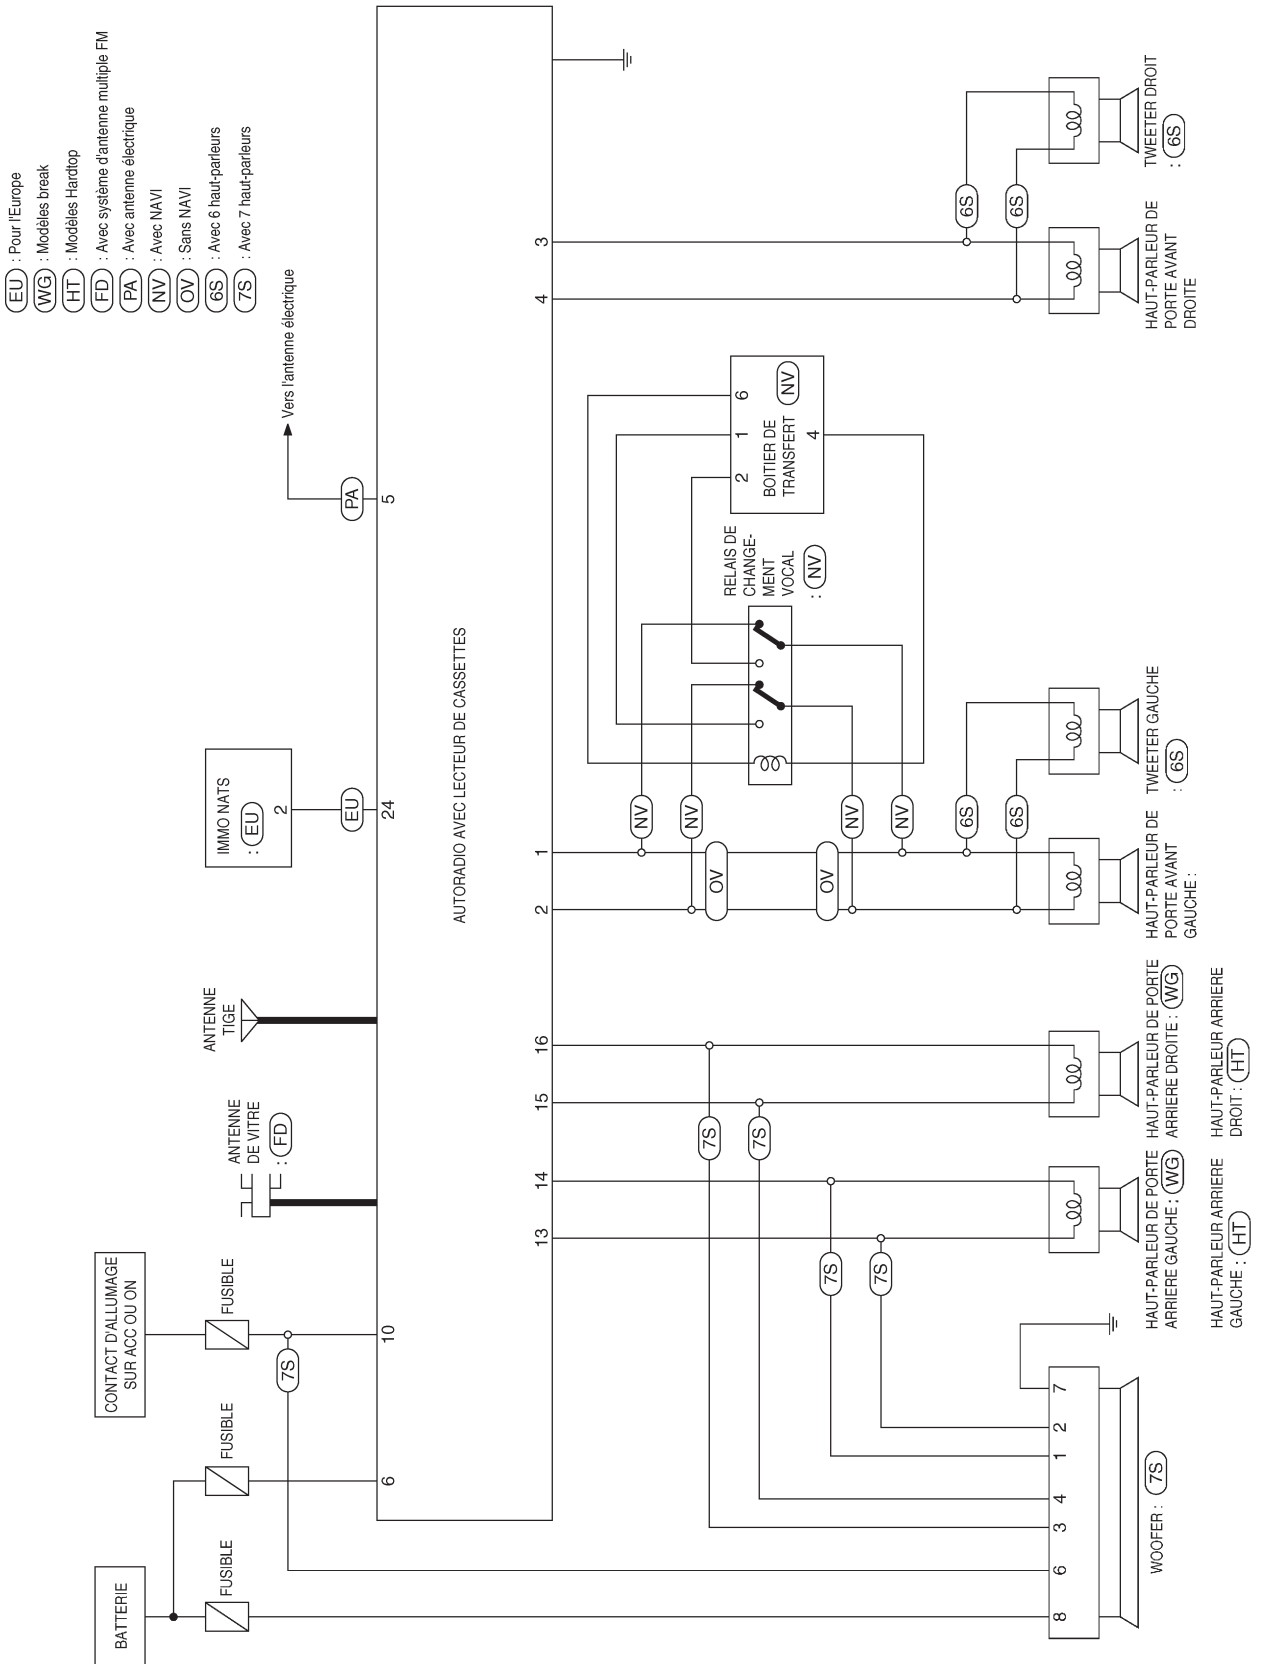 EU : Pour l'Europe
WG : Modèles break
HT : Modèles Hardtop
FD : Avec système d'antenne multiple FM
PA : Avec antenne électrique
NV : Avec NAVI
OV : Sans NAVI
6S : Avec 6 haut-parleurs
7S : Avec 7 haut-parleurs
BATTERIE
CONTACT D'ALLUMAGE
SUR ACC OU ON
FUSIBLE
FUSIBLE
FUSIBLE
7S
ANTENNE
DE VITRE
: FD
ANTENNE
TIGE
IMMO NATS
: EU
2
EU
PA
Vers l'antenne électrique
6
10
24
5
AUTORADIO AVEC LECTEUR DE CASSETTES
13
14
15
16
2
1
4
3
7S
7S
7S
7S
OV
OV
NV
NV
NV
NV
RELAIS DE
CHANGE-
MENT
VOCAL
: NV
2
1
6
BOITIER DE
TRANSFERT
NV
4
6S
6S
6S
6S
8
6
3
4
1
2
7
WOOFER : 7S
HAUT-PARLEUR DE PORTE
ARRIERE GAUCHE : WG
HAUT-PARLEUR ARRIERE
GAUCHE : HT
HAUT-PARLEUR DE PORTE
ARRIERE DROITE : WG
HAUT-PARLEUR ARRIERE
DROIT : HT
HAUT-PARLEUR DE
PORTE AVANT
GAUCHE :
TWEETER GAUCHE
: 6S
HAUT-PARLEUR DE
PORTE AVANT
DROITE
TWEETER DROIT
: 6S